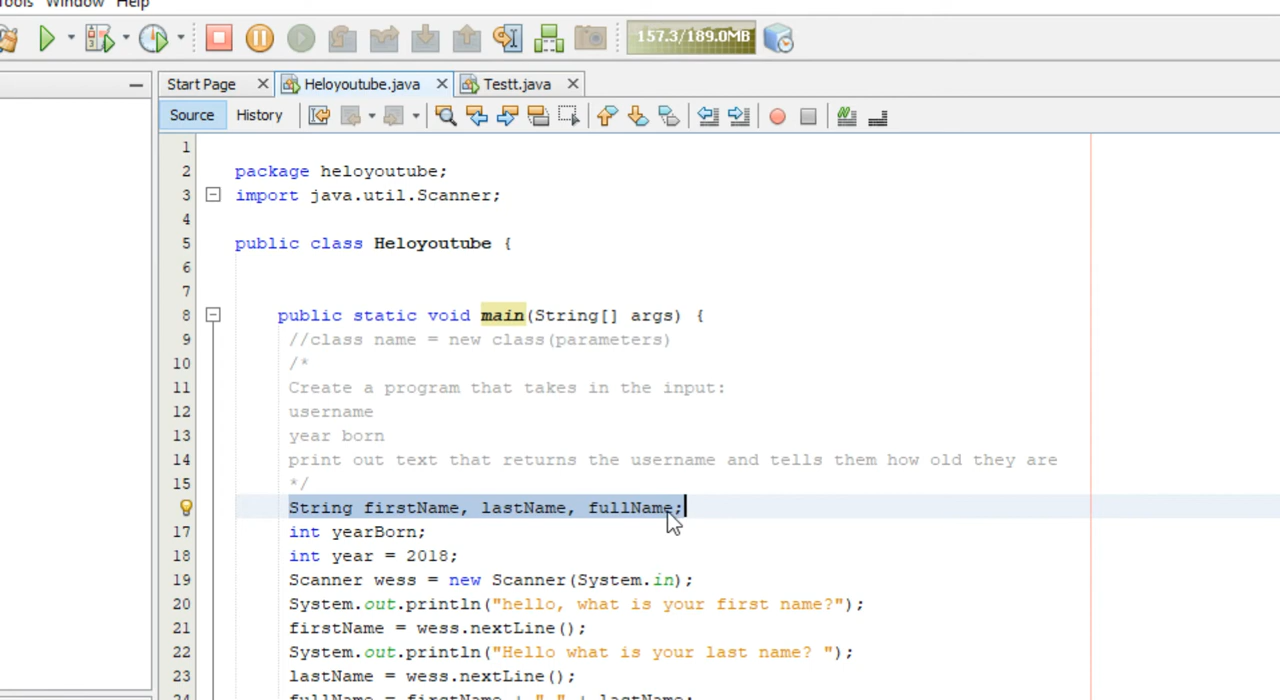 Tools Window Help
157.3/189.0MB
Start Page Heloyoutube.java Testt.java
Source History
1
2 package heloyoutube;
3 import java.util.Scanner;
4
5 public class Heloyoutube {
6
7
8 public static void main(String[] args) {
9 //class name = new class(parameters)
10 /*
11 Create a program that takes in the input:
12 username
13 year born
14 print out text that returns the username and tells them how old they are
15 */
String firstName, lastName, fullName;
17 int yearBorn;
18 int year = 2018;
19 Scanner wess = new Scanner(System.in);
20 System.out.println("hello, what is your first name?");
21 firstName = wess.nextLine();
22 System.out.println("Hello what is your last name? ");
23 lastName = wess.nextLine();
24 fullName = firstName + " " + lastName;